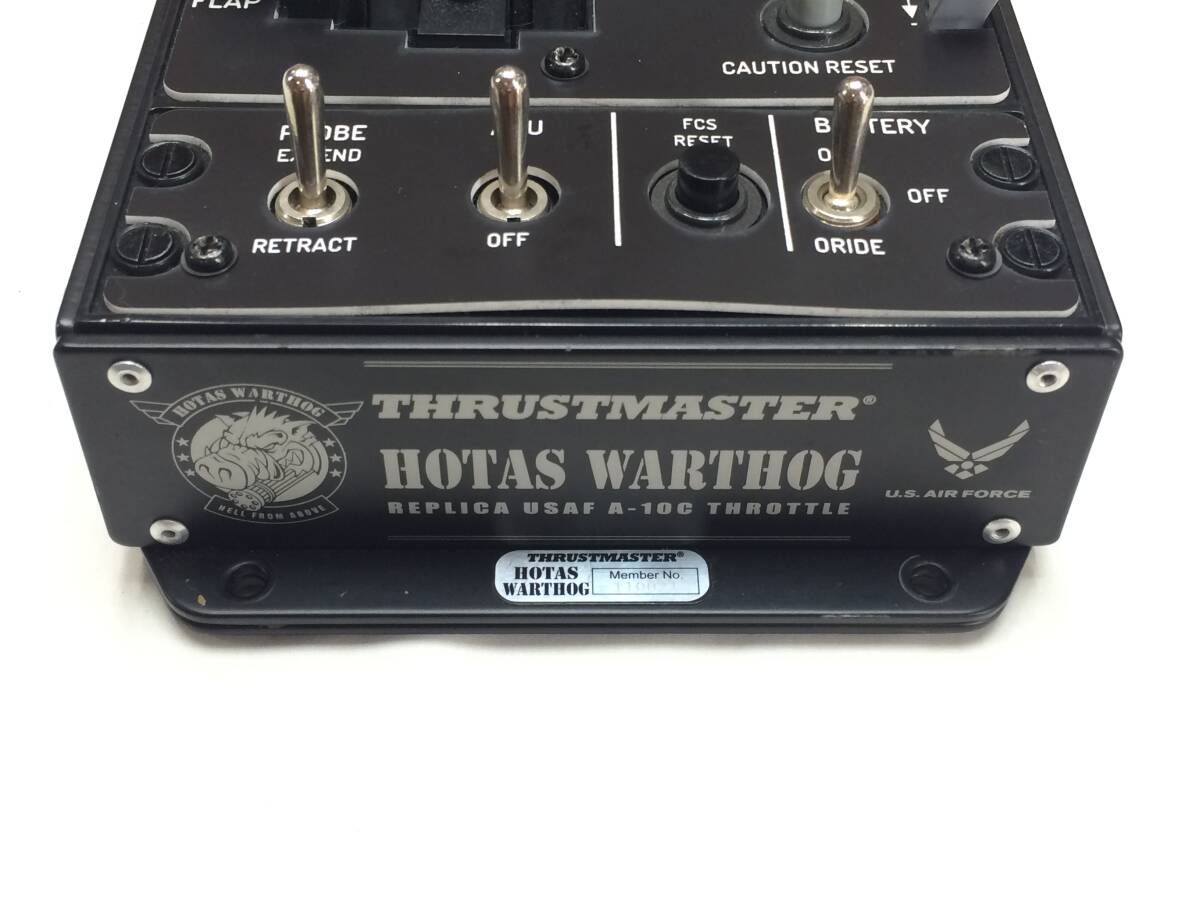 FLAP
CAUTION RESET
FCS
RESET
OFF
RETRACT
OFF
ORIDE
HOTAS WARTHOG
HELL FROM ABOVE
THRUSTMASTER®
HOTAS WARTHOG
REPLICA USAF A-10C THROTTLE
U.S. AIR FORCE
THRUSTMASTER®
HOTAS
WARTHOG
Member No.